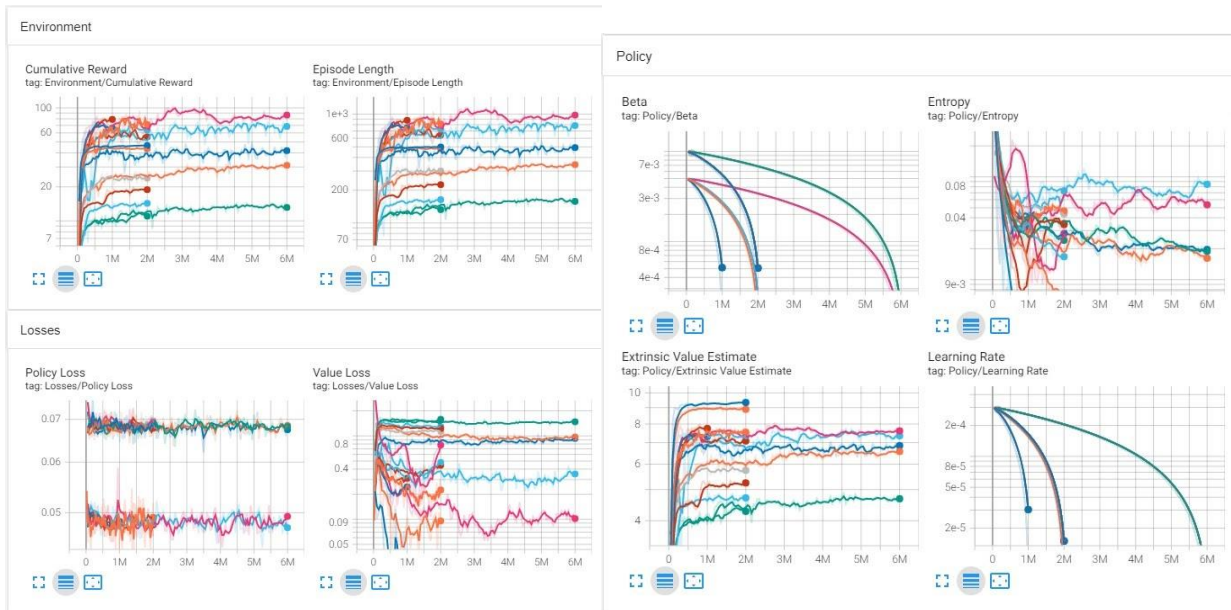 Environment
Cumulative Reward
tag: Environment/Cumulative Reward
100
60
20
7
0 1M 2M 3M 4M 5M 6M
Episode Length
tag: Environment/Episode Length
1e+3
600
200
70
0 1M 2M 3M 4M 5M 6M
Losses
Policy Loss
tag: Losses/Policy Loss
0.07
0.06
0.05
0 1M 2M 3M 4M 5M 6M
Value Loss
tag: Losses/Value Loss
0.8
0.4
0.09
0.05
0 1M 2M 3M 4M 5M 6M
Policy
Beta
tag: Policy/Beta
7e-3
3e-3
8e-4
4e-4
0 1M 2M 3M 4M 5M 6M
Entropy
tag: Policy/Entropy
0.08
0.04
9e-3
0 1M 2M 3M 4M 5M 6M
Extrinsic Value Estimate
tag: Policy/Extrinsic Value Estimate
10
8
6
4
0 1M 2M 3M 4M 5M 6M
Learning Rate
tag: Policy/Learning Rate
2e-4
8e-5
5e-5
2e-5
0 1M 2M 3M 4M 5M 6M